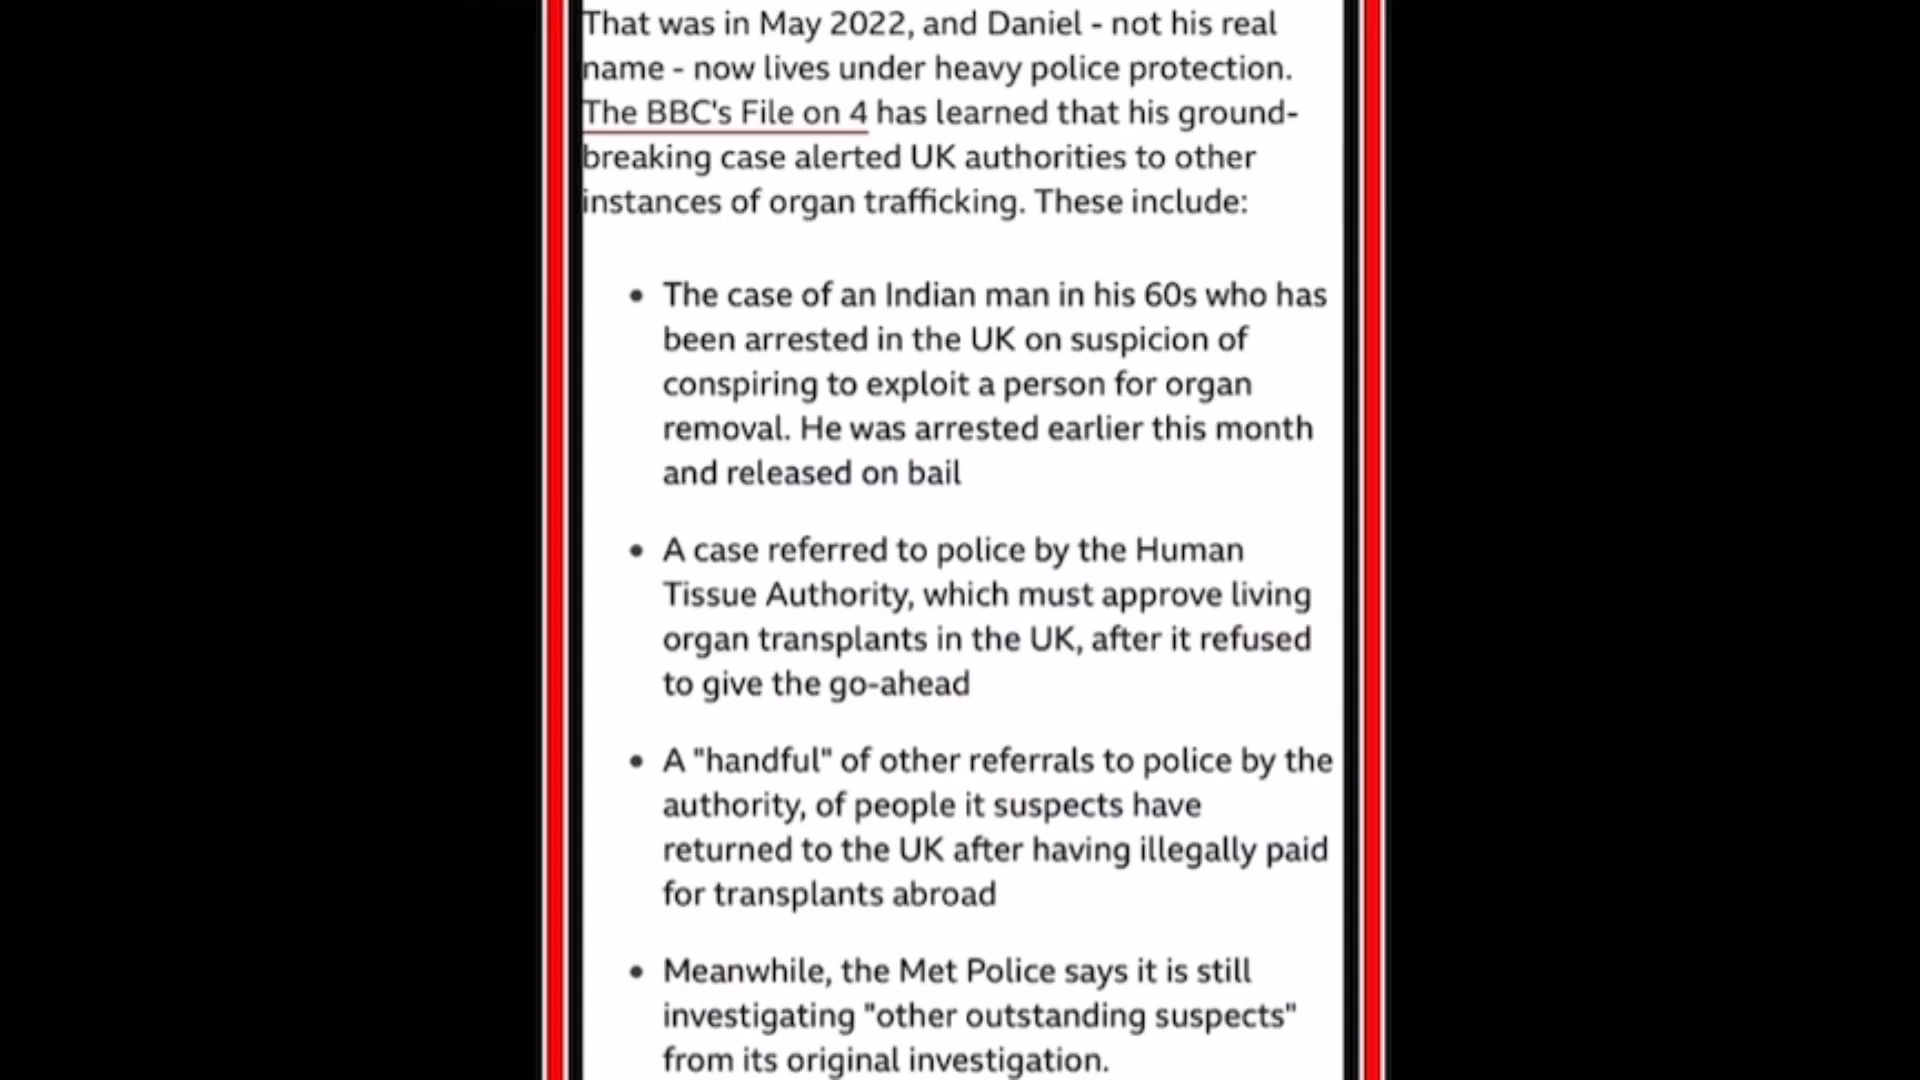 That was in May 2022, and Daniel - not his real
name - now lives under heavy police protection.
The BBC's File on 4 has learned that his ground-
breaking case alerted UK authorities to other
instances of organ trafficking. These include:
• The case of an Indian man in his 60s who has
been arrested in the UK on suspicion of
conspiring to exploit a person for organ
removal. He was arrested earlier this month
and released on bail
• A case referred to police by the Human
Tissue Authority, which must approve living
organ transplants in the UK, after it refused
to give the go-ahead
• A "handful" of other referrals to police by the
authority, of people it suspects have
returned to the UK after having illegally paid
for transplants abroad
• Meanwhile, the Met Police says it is still
investigating "other outstanding suspects"
from its original investigation.